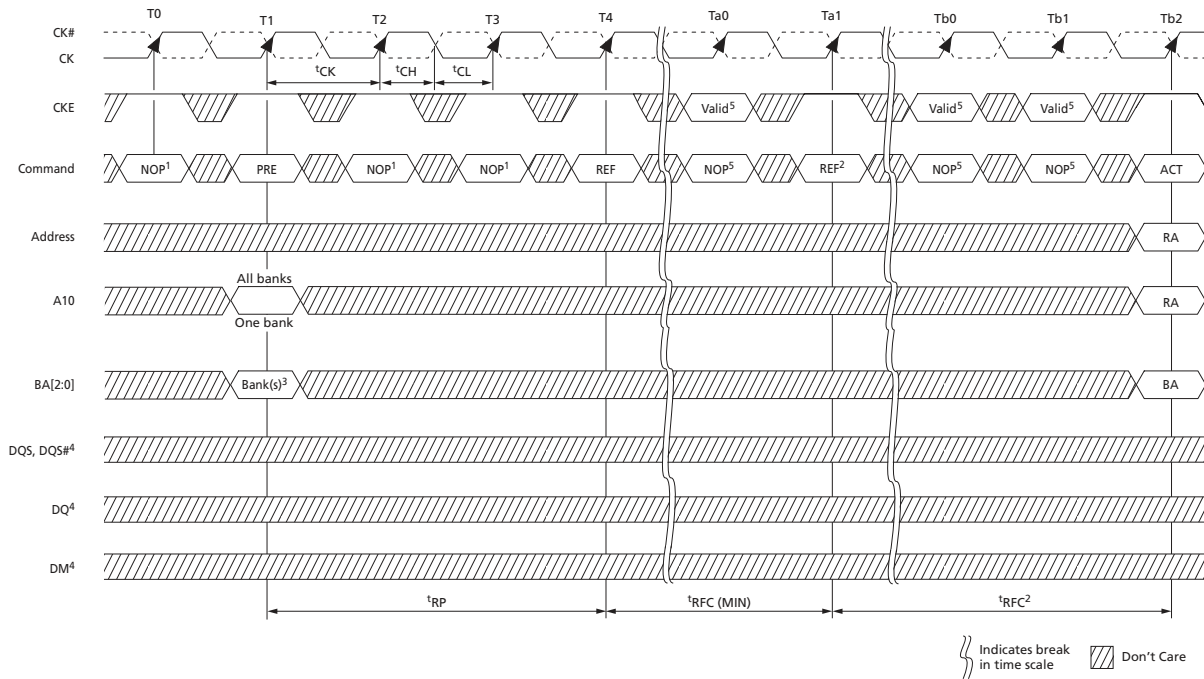 T0 T1 T2 T3 T4 Ta0 Ta1 Tb0 Tb1 Tb2
CK#
CK
tCK tCH tCL
CKE Valid5 Valid5 Valid5
Command NOP1 PRE NOP1 NOP1 REF NOP5 REF2 NOP5 NOP5 ACT
Address RA
All banks
A10 RA
One bank
BA[2:0] Bank(s)3 BA
DQS, DQS#4
DQ4
DM4
tRP tRFC (MIN) tRFC2
Indicates break
in time scale
Don't Care